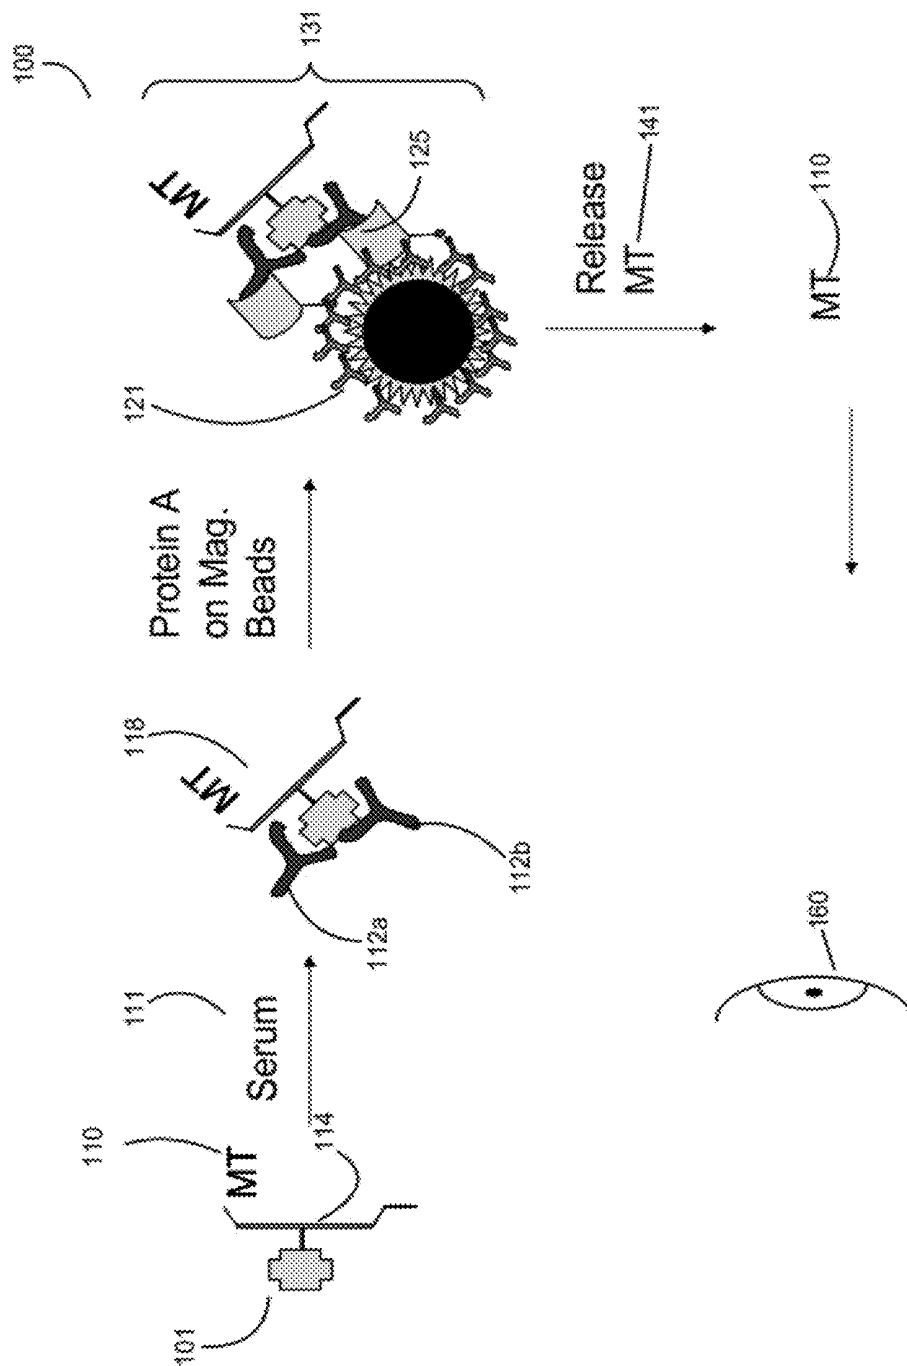 100
131
MT
125
121
Protein A
on Mag.
Beads
Release
MT
141
MT
110
118
MT
112a
112b
111
Serum
110
MT
114
101
160